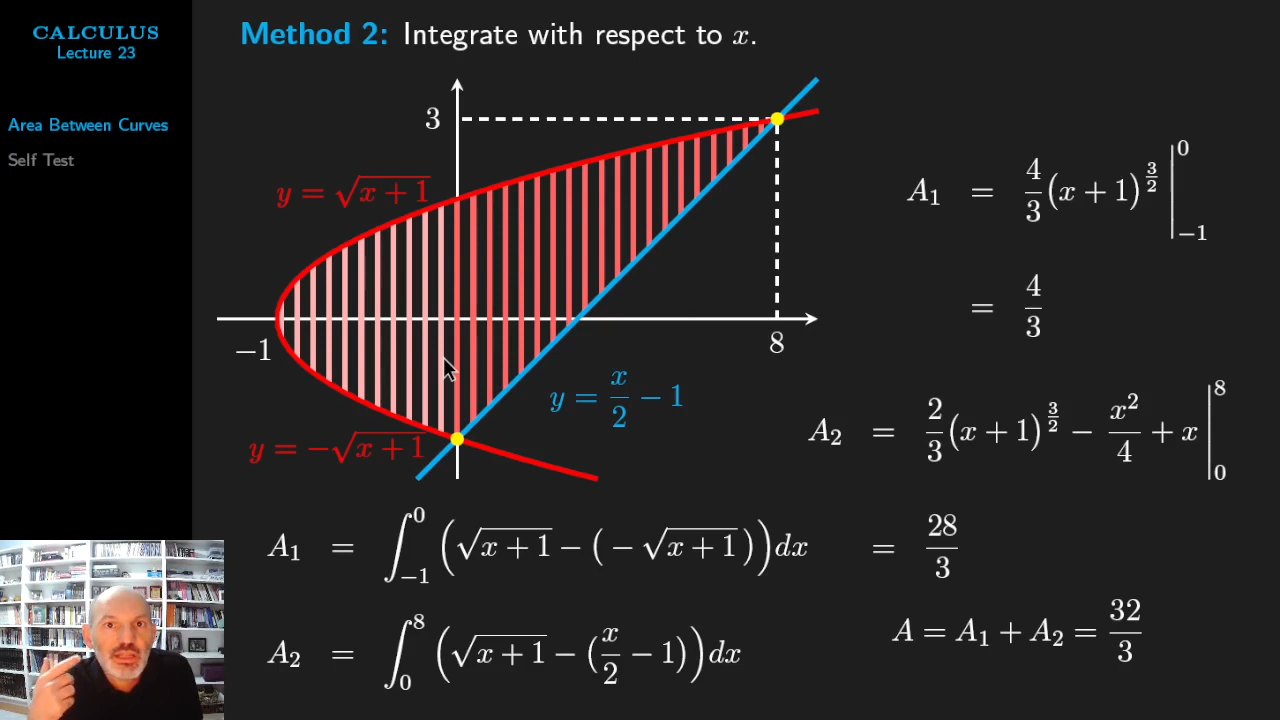 CALCULUS
Lecture 23
Area Between Curves
Self Test
Method 2: Integrate with respect to x.
3
y = √(x + 1)
−1
8
y = x/2 − 1
y = −√(x + 1)
A₁ = 4/3 (x + 1)^(3/2) |₋₁⁰
= 4/3
A₂ = 2/3 (x + 1)^(3/2) − x²/4 + x |₀⁸
= 28/3
A = A₁ + A₂ = 32/3
A₁ = ∫₋₁⁰ (√(x + 1) − (−√(x + 1))) dx
A₂ = ∫₀⁸ (√(x + 1) − (x/2 − 1)) dx